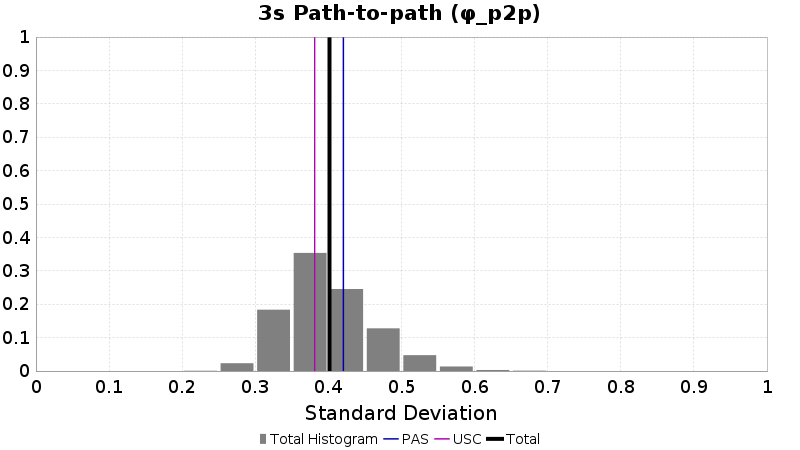 3s Path-to-path (φ_p2p)
1
0.9
0.8
0.7
0.6
0.5
0.4
0.3
0.2
0.1
0
0 0.1 0.2 0.3 0.4 0.5 0.6 0.7 0.8 0.9 1
Standard Deviation
Total Histogram PAS USC Total